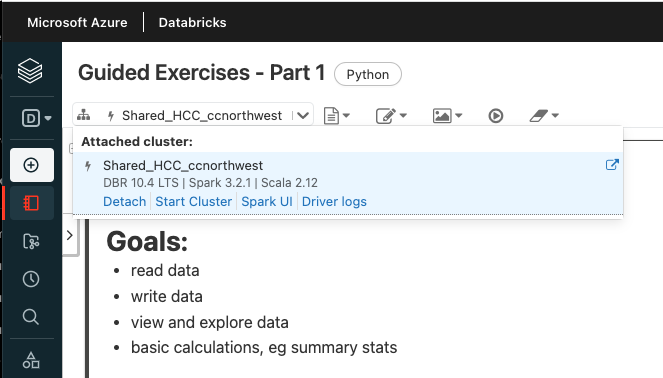 Microsoft Azure Databricks
Guided Exercises - Part 1 Python
D
Shared_HCC_ccnorthwest
Attached cluster:
Shared_HCC_ccnorthwest
DBR 10.4 LTS | Spark 3.2.1 | Scala 2.12
Detach Start Cluster Spark UI Driver logs
Goals:
• read data
• write data
• view and explore data
• basic calculations, eg summary stats